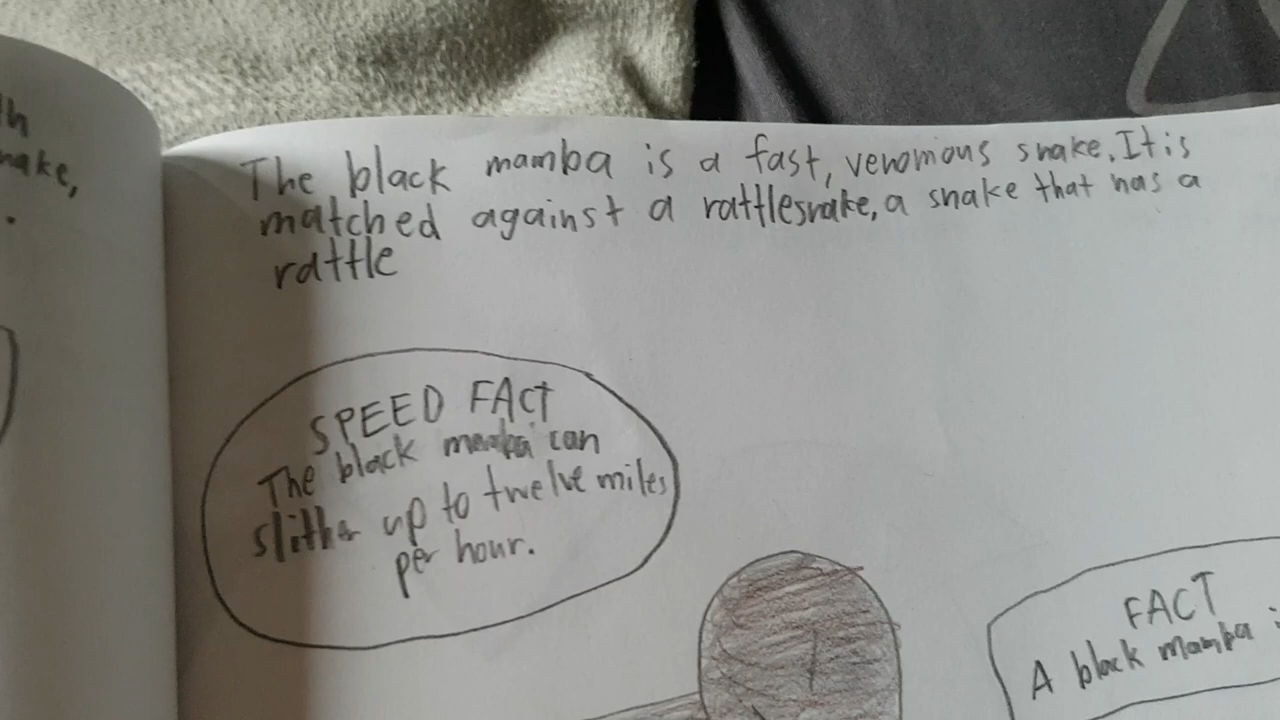 The black mamba is a fast, venomous snake. It is
matched against a rattlesnake, a snake that has a
rattle
SPEED FACT
The black mamba can
slither up to twelve miles
per hour.
FACT
A black mamba
nake,